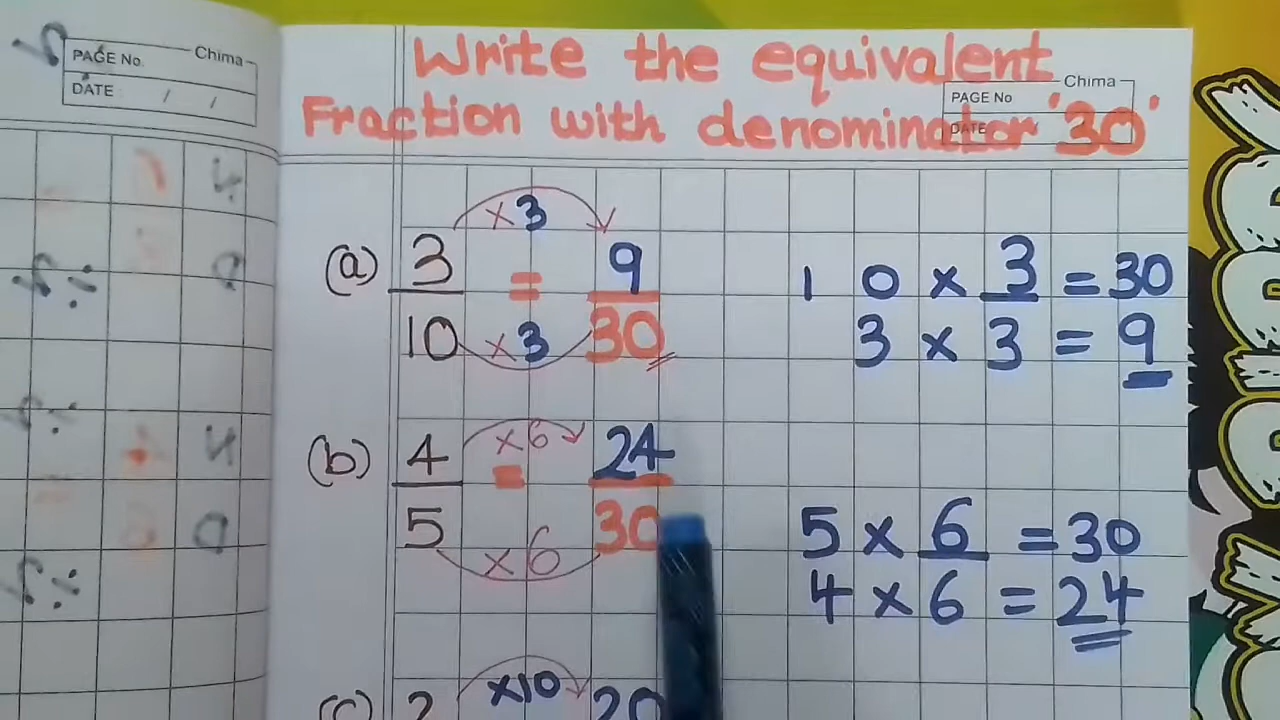 PAGE No. Chima
DATE / /
Write the equivalent
Fraction with denominator '30'
Chima
PAGE No
DATE
(a) 3 × 3 = 9 10 × 3 = 30
10 × 3 30 3 × 3 = 9
(b) 4 × 6 = 24
5 × 6 30 5 × 6 = 30
4 × 6 = 24
(c) 2 ×10 20